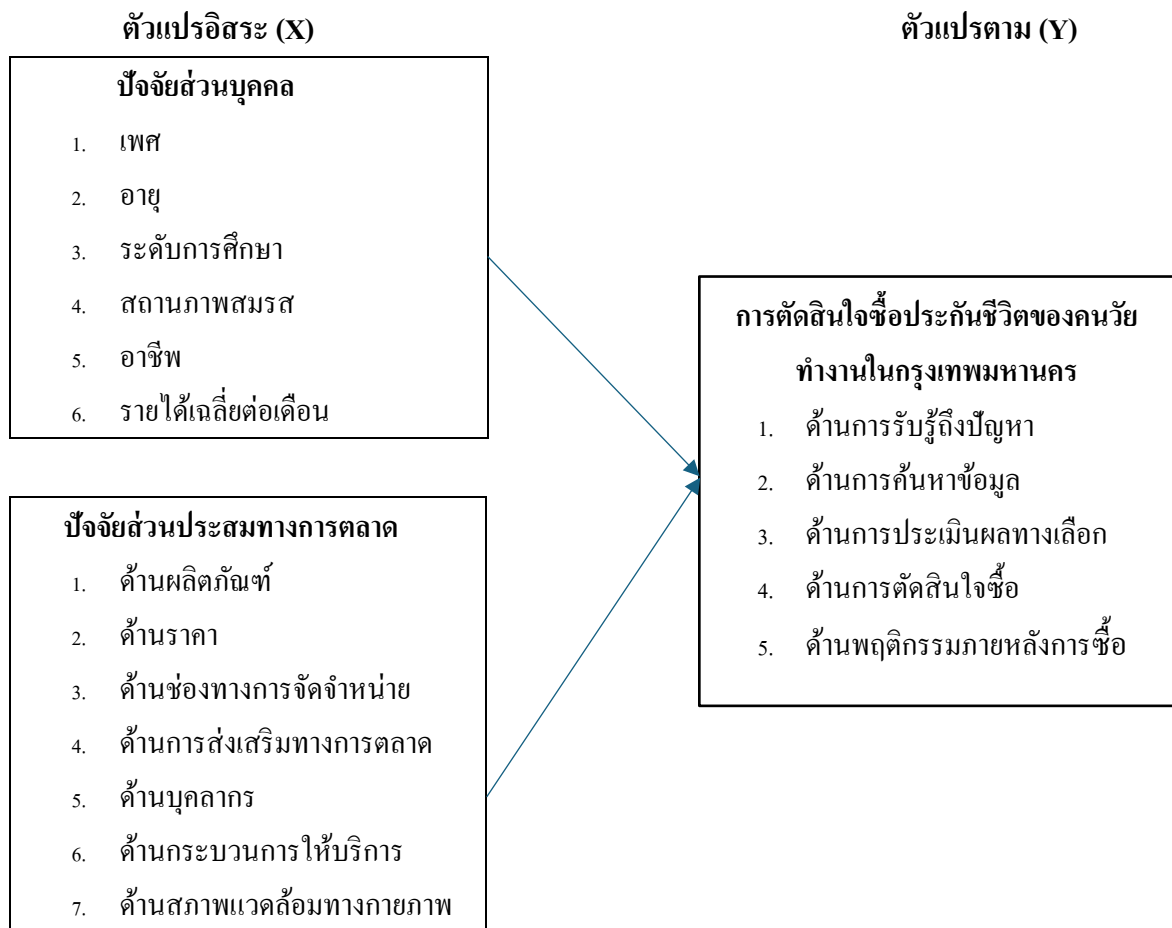 ตัวแปรอิสระ (X)
ตัวแปรตาม (Y)
ปัจจัยส่วนบุคคล
1. เพศ
2. อายุ
3. ระดับการศึกษา
4. สถานภาพสมรส
5. อาชีพ
6. รายได้เฉลี่ยต่อเดือน
ปัจจัยส่วนประสมทางการตลาด
1. ด้านผลิตภัณฑ์
2. ด้านราคา
3. ด้านช่องทางการจัดจำหน่าย
4. ด้านการส่งเสริมทางการตลาด
5. ด้านบุคลากร
6. ด้านกระบวนการให้บริการ
7. ด้านสภาพแวดล้อมทางกายภาพ
การตัดสินใจซื้อประกันชีวิตของคนวัย
ทำงานในกรุงเทพมหานคร
1. ด้านการรับรู้ถึงปัญหา
2. ด้านการค้นหาข้อมูล
3. ด้านการประเมินผลทางเลือก
4. ด้านการตัดสินใจซื้อ
5. ด้านพฤติกรรมภายหลังการซื้อ